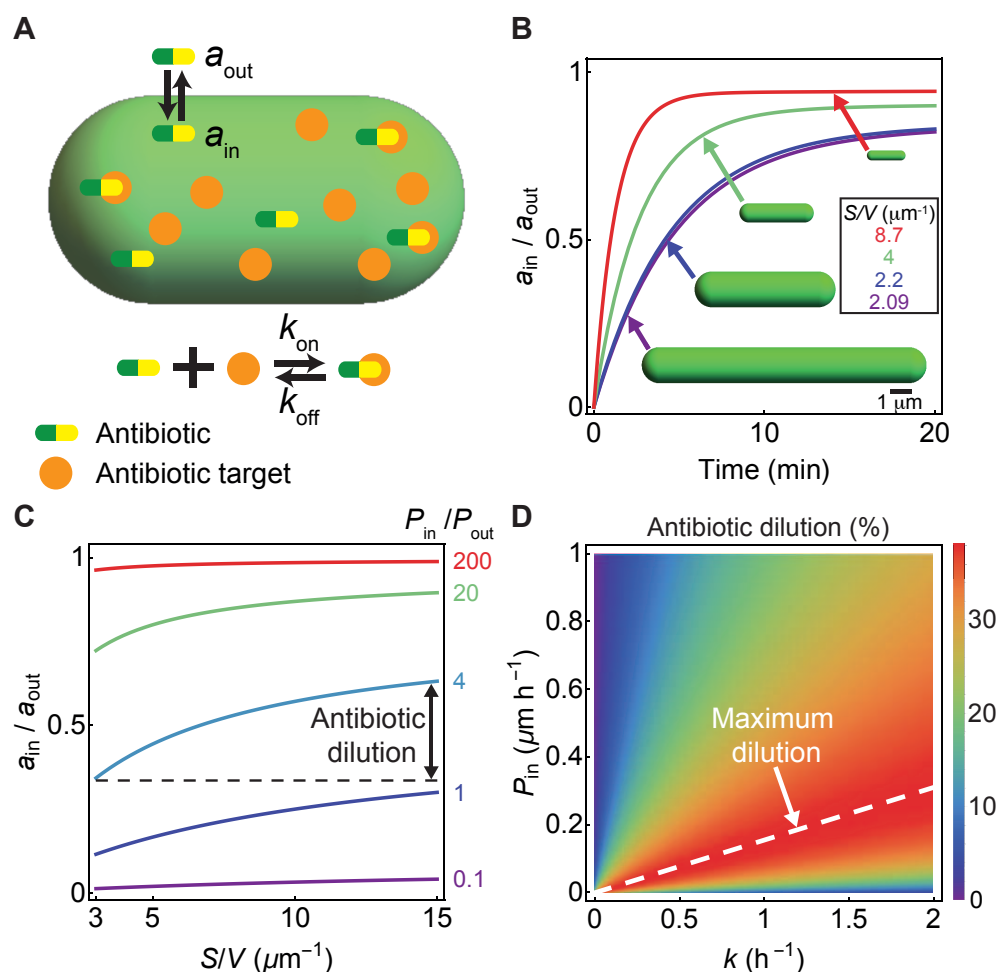 A
a_out
a_in
k_on
k_off
Antibiotic
Antibiotic target
B
a_in / a_out
1
0.5
0
S/V (μm⁻¹)
8.7
4
2.2
2.09
1 μm
0 10 20
Time (min)
C
P_in /P_out
a_in / a_out
1
0.5
0
200
20
4
Antibiotic
dilution
1
0.1
3 5 10 15
S/V (μm⁻¹)
D
Antibiotic dilution (%)
P_in (μm h⁻¹)
1
0.8
0.6
0.4
0.2
0
Maximum
dilution
30
20
10
0
0 0.5 1 1.5 2
k (h⁻¹)